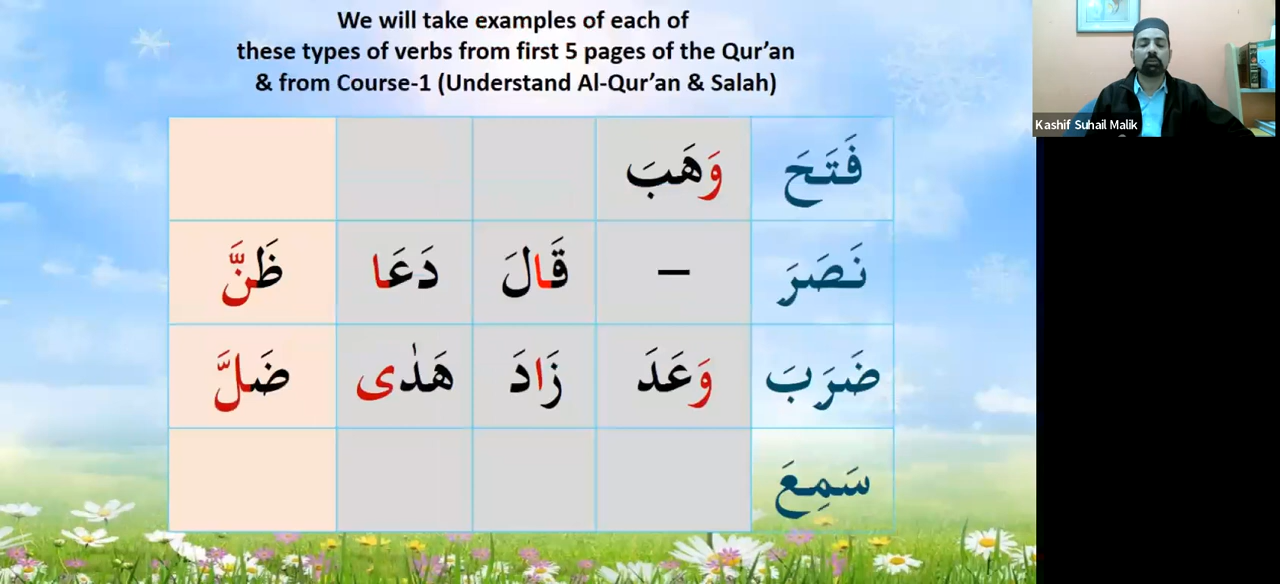 We will take examples of each of
these types of verbs from first 5 pages of the Qur’an
& from Course-1 (Understand Al-Qur’an & Salah)
Kashif Suhail Malik
فَتَحَ وَهَبَ
نَصَرَ – قَالَ دَعَا ظَنَّ
ضَرَبَ وَعَدَ زَادَ هَدٰى ضَلَّ
سَمِعَ